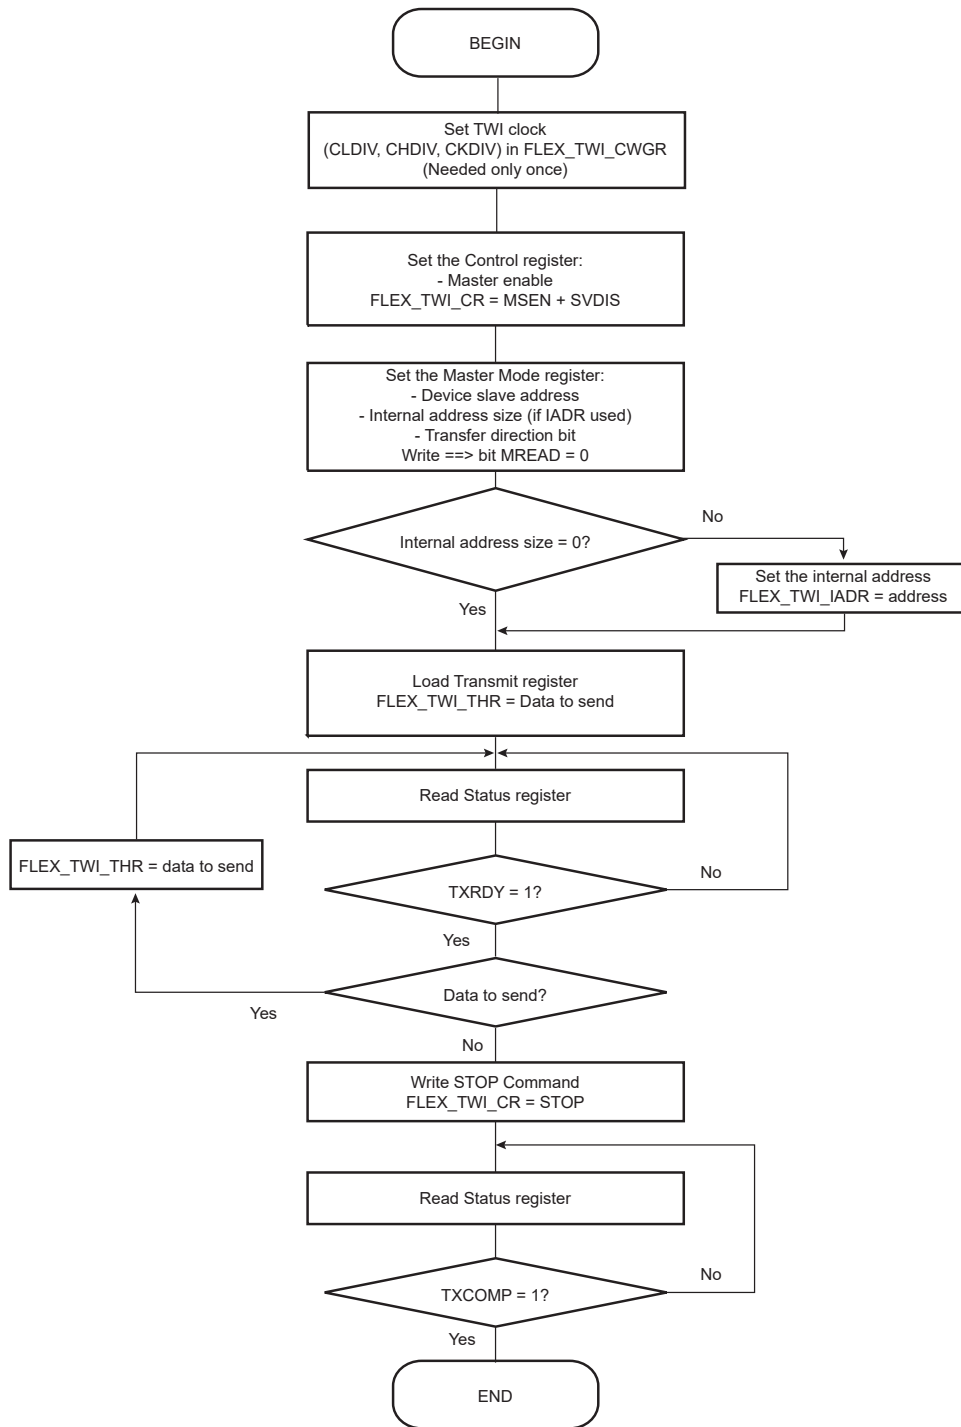 BEGIN
Set TWI clock
(CLDIV, CHDIV, CKDIV) in FLEX_TWI_CWGR
(Needed only once)
Set the Control register:
- Master enable
FLEX_TWI_CR = MSEN + SVDIS
Set the Master Mode register:
- Device slave address
- Internal address size (if IADR used)
- Transfer direction bit
Write ==> bit MREAD = 0
No
Internal address size = 0?
Set the internal address
FLEX_TWI_IADR = address
Yes
Load Transmit register
FLEX_TWI_THR = Data to send
Read Status register
FLEX_TWI_THR = data to send
No
TXRDY = 1?
Yes
Data to send?
Yes
No
Write STOP Command
FLEX_TWI_CR = STOP
Read Status register
No
TXCOMP = 1?
Yes
END